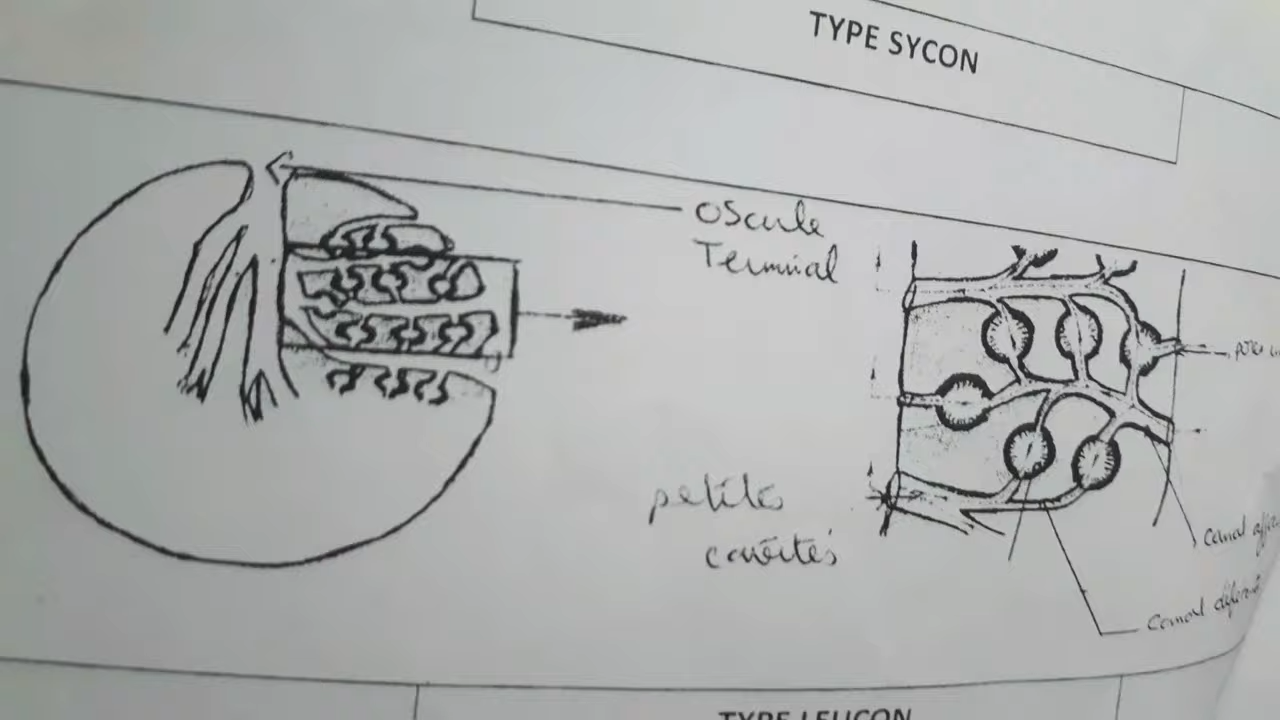 TYPE SYCON
oscule
Terminal
petites
cavités
Canal
Canal
TYPE LEUCON